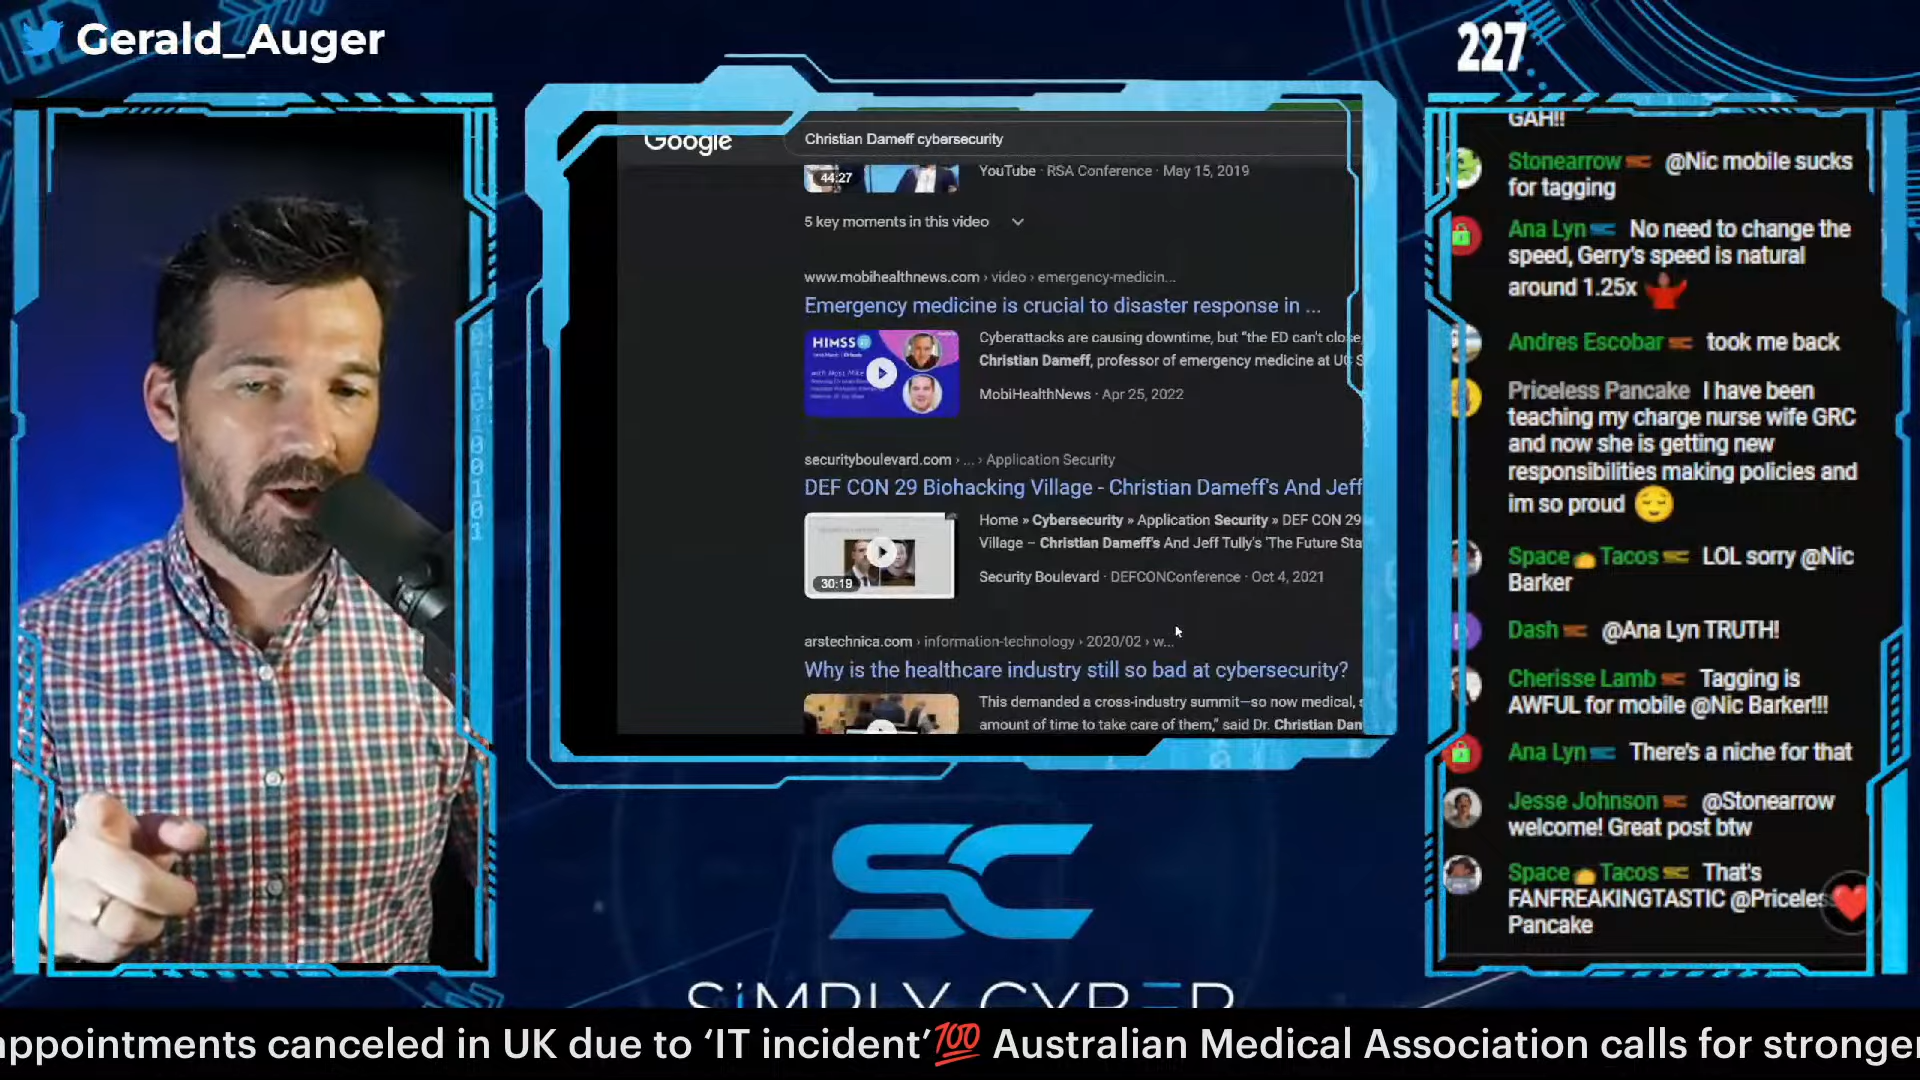 Gerald_Auger
227
Google
Christian Dameff cybersecurity
44:27
YouTube · RSA Conference · May 15, 2019
5 key moments in this video
www.mobihealthnews.com › video › emergency-medicin...
Emergency medicine is crucial to disaster response in ...
HIMSS
Cyberattacks are causing downtime, but “the ED can't close,
Christian Dameff, professor of emergency medicine at UC S
MobiHealthNews · Apr 25, 2022
securityboulevard.com › ... › Application Security
DEF CON 29 Biohacking Village - Christian Dameff's And Jeff
30:19
Home » Cybersecurity » Application Security » DEF CON 29
Village – Christian Dameff's And Jeff Tully's 'The Future Sta
Security Boulevard · DEFCONConference · Oct 4, 2021
arstechnica.com › information-technology › 2020/02 › w...
Why is the healthcare industry still so bad at cybersecurity?
This demanded a cross-industry summit—so now medical, s
amount of time to take care of them,” said Dr. Christian Dam
GAH!!
Stonearrow @Nic mobile sucks
for tagging
Ana Lyn No need to change the
speed, Gerry's speed is natural
around 1.25x
Andres Escobar took me back
Priceless Pancake I have been
teaching my charge nurse wife GRC
and now she is getting new
responsibilities making policies and
im so proud 😌
Space 🌮 Tacos LOL sorry @Nic
Barker
Dash @Ana Lyn TRUTH!
Cherisse Lamb Tagging is
AWFUL for mobile @Nic Barker!!!
Ana Lyn There's a niche for that
Jesse Johnson @Stonearrow
welcome! Great post btw
Space 🌮 Tacos That's
FANFREAKINGTASTIC @Priceles
Pancake
SC
SiMPLY CYBER
appointments canceled in UK due to ‘IT incident’💯 Australian Medical Association calls for stronger